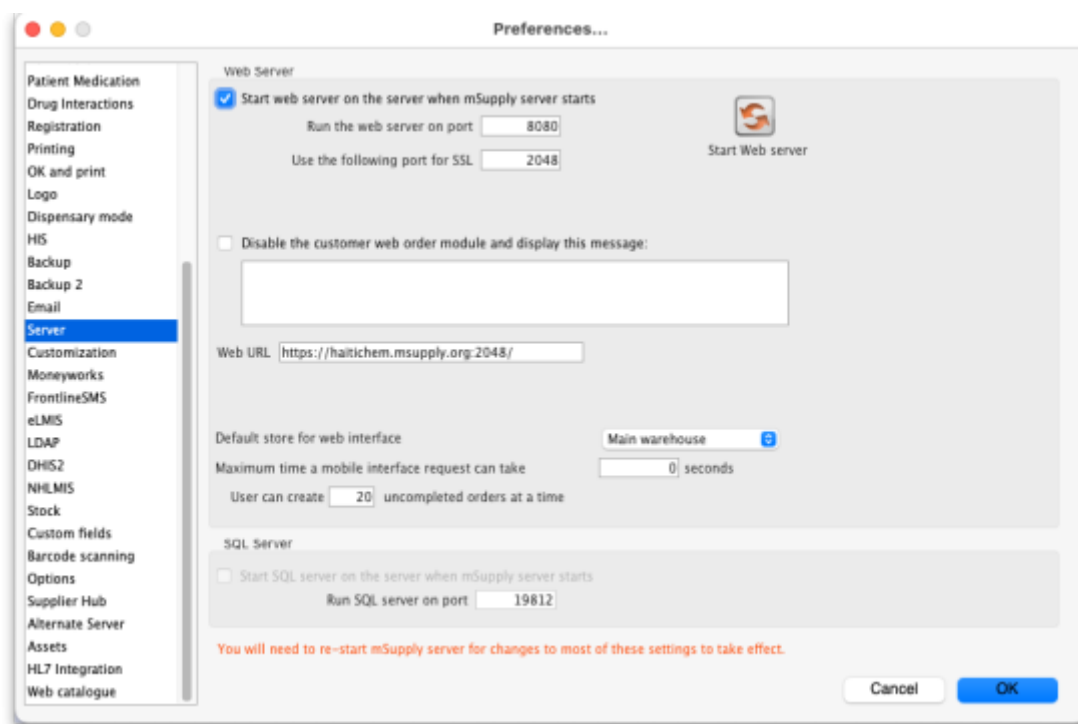 Preferences...
Patient Medication
Drug Interactions
Registration
Printing
OK and print
Logo
Dispensary mode
HIS
Backup
Backup 2
Email
Server
Customization
Moneyworks
FrontlineSMS
eLMIS
LDAP
DHIS2
NHLMIS
Stock
Custom fields
Barcode scanning
Options
Supplier Hub
Alternate Server
Assets
HL7 Integration
Web catalogue
Web Server
Start web server on the server when mSupply server starts
Run the web server on port 8080
Use the following port for SSL 2048
Start Web server
Disable the customer web order module and display this message:
Web URL https://haitichem.msupply.org:2048/
Default store for web interface Main warehouse
Maximum time a mobile interface request can take 0 seconds
User can create 20 uncompleted orders at a time
SQL Server
Start SQL server on the server when mSupply server starts
Run SQL server on port 19812
You will need to re-start mSupply server for changes to most of these settings to take effect.
Cancel OK